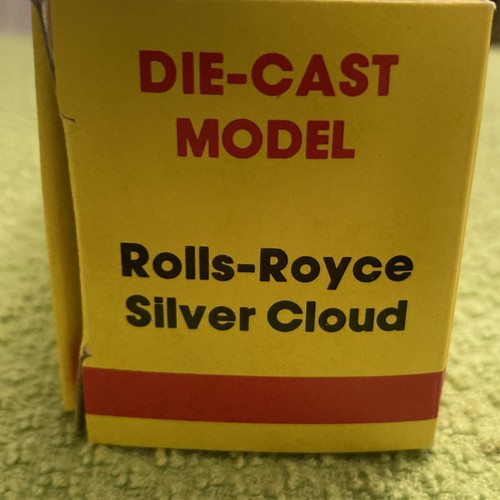 DIE-CAST
MODEL
Rolls-Royce
Silver Cloud